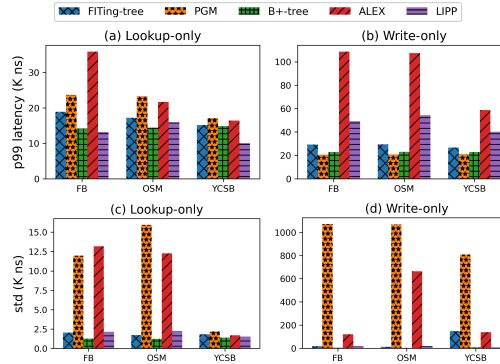 FITing-tree PGM B+-tree ALEX LIPP
(a) Lookup-only
p99 latency (K ns)
30
20
10
0
FB OSM YCSB
(b) Write-only
100
80
60
40
20
0
FB OSM YCSB
(c) Lookup-only
std (K ns)
15.0
12.5
10.0
7.5
5.0
2.5
0.0
FB OSM YCSB
(d) Write-only
1000
800
600
400
200
0
FB OSM YCSB